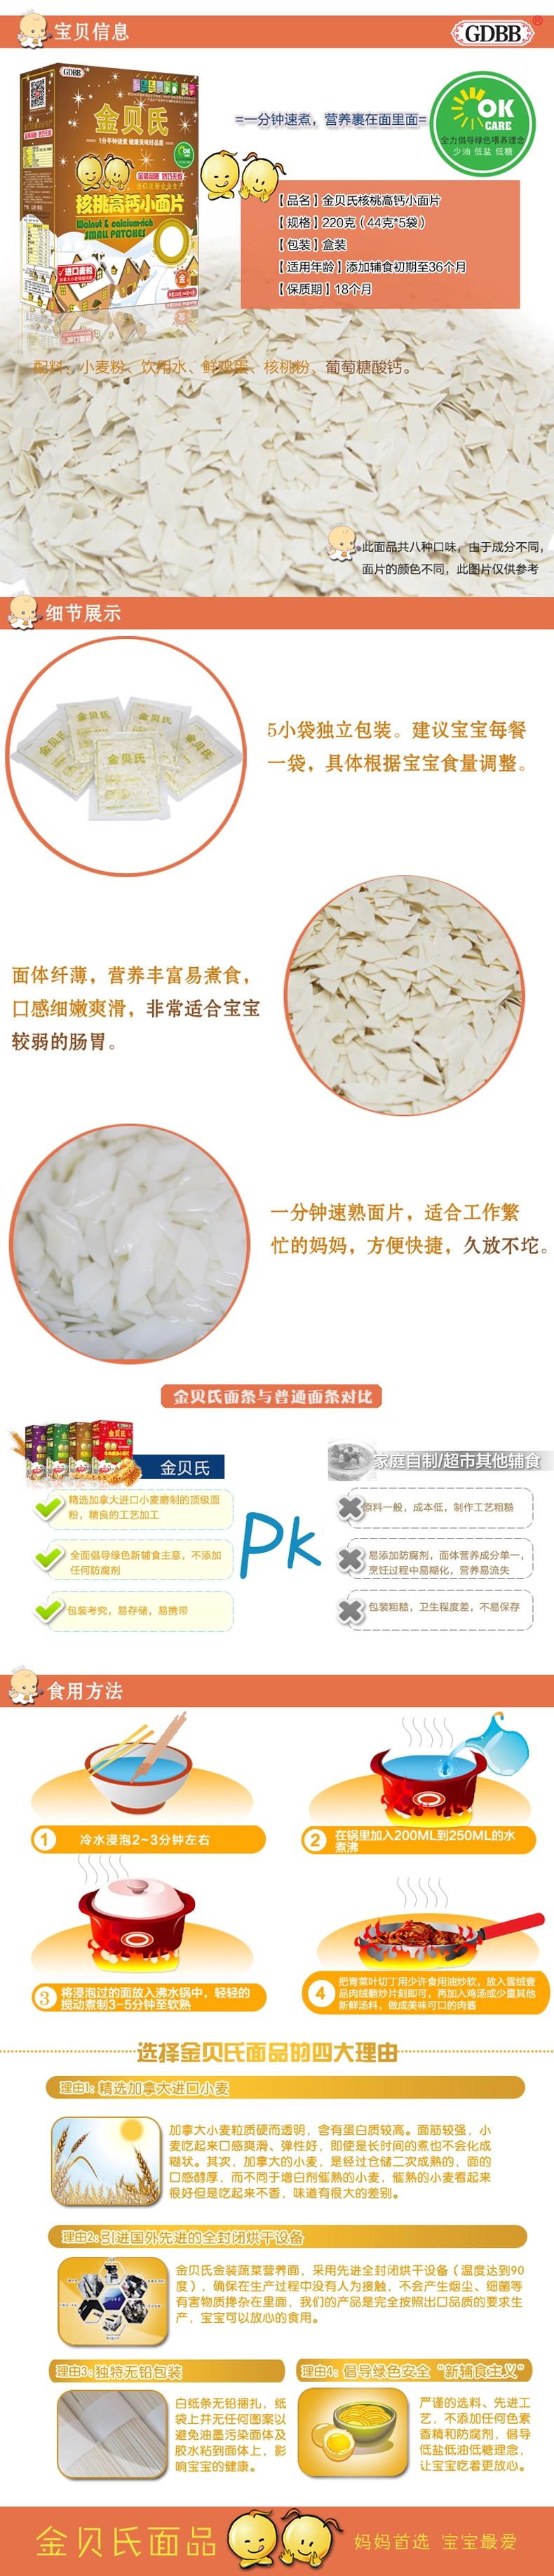 宝贝信息
GDBB
®
GDBB
金贝氏
1分钟速煮 健康美味好品质
核桃高钙小面片
Walnut & calcium-rich
SMALL PATCHES
进口麦粉
=一分钟速煮，营养裹在面里面=
OK
CARE
全力倡导绿色喂养理念
少油 低盐 低糖
【品名】金贝氏核桃高钙小面片
【规格】220克（44克*5袋）
【包装】盒装
【适用年龄】添加辅食初期至36个月
【保质期】18个月
配料：小麦粉、饮用水、鲜鸡蛋、核桃粉、葡萄糖酸钙。
此面品共八种口味，由于成分不同，
面片的颜色不同，此图片仅供参考
细节展示
金贝氏
金贝氏
金贝氏
金贝氏
金贝氏
5小袋独立包装。建议宝宝每餐
一袋，具体根据宝宝食量调整。
面体纤薄，营养丰富易煮食，
口感细嫩爽滑，非常适合宝宝
较弱的肠胃。
一分钟速熟面片，适合工作繁
忙的妈妈，方便快捷，久放不坨。
金贝氏面条与普通面条对比
金贝氏
家庭自制/超市其他辅食
精选加拿大进口小麦磨制的顶级面
粉，精良的工艺加工
全面倡导绿色新辅食主意，不添加
任何防腐剂
包装考究，易存储，易携带
Pk
原料一般，成本低，制作工艺粗糙
易添加防腐剂，面体营养成分单一，
烹饪过程中易糊化，营养易流失
包装粗糙，卫生程度差，不易保存
食用方法
1 冷水浸泡2~3分钟左右
2 在锅里加入200ML到250ML的水
煮沸
3 将浸泡过的面放入沸水锅中，轻轻的
搅动煮制3-5分钟至软熟
4 把青菜叶切丁用少许食用油炒软，放入雪绒壹
品肉绒翻炒片刻即可，再加入鸡汤或少量其他
新鲜汤料，做成美味可口的肉酱
选择金贝氏面品的四大理由
理由1：精选加拿大进口小麦
加拿大小麦粒质硬而透明，含有蛋白质较高。面筋较强，小
麦吃起来口感爽滑、弹性好，即使是长时间的煮也不会化成
糊状。其次，加拿大的小麦，是经过仓储二次成熟的，面的
口感醇厚，而不同于增白剂催熟的小麦，催熟的小麦看起来
很好但是吃起来不香，味道有很大的差别。
理由2：引进国外先进的全封闭烘干设备
金贝氏金装蔬菜营养面，采用先进全封闭烘干设备（温度达到90
度），确保在生产过程中没有人为接触，不会产生烟尘、细菌等
有害物质搀杂在里面，我们的产品是完全按照出口品质的要求生
产，宝宝可以放心的食用。
理由3：独特无铅包装
白纸条无铅捆扎，纸
袋上并无任何图案以
避免油墨污染面体及
胶水粘到面体上，影
响宝宝的健康。
理由4：倡导绿色安全“新辅食主义”
严谨的选料、先进工
艺，不添加任何色素
香精和防腐剂，倡导
低盐低油低糖理念，
让宝宝吃着更放心。
金贝氏面品
妈妈首选 宝宝最爱